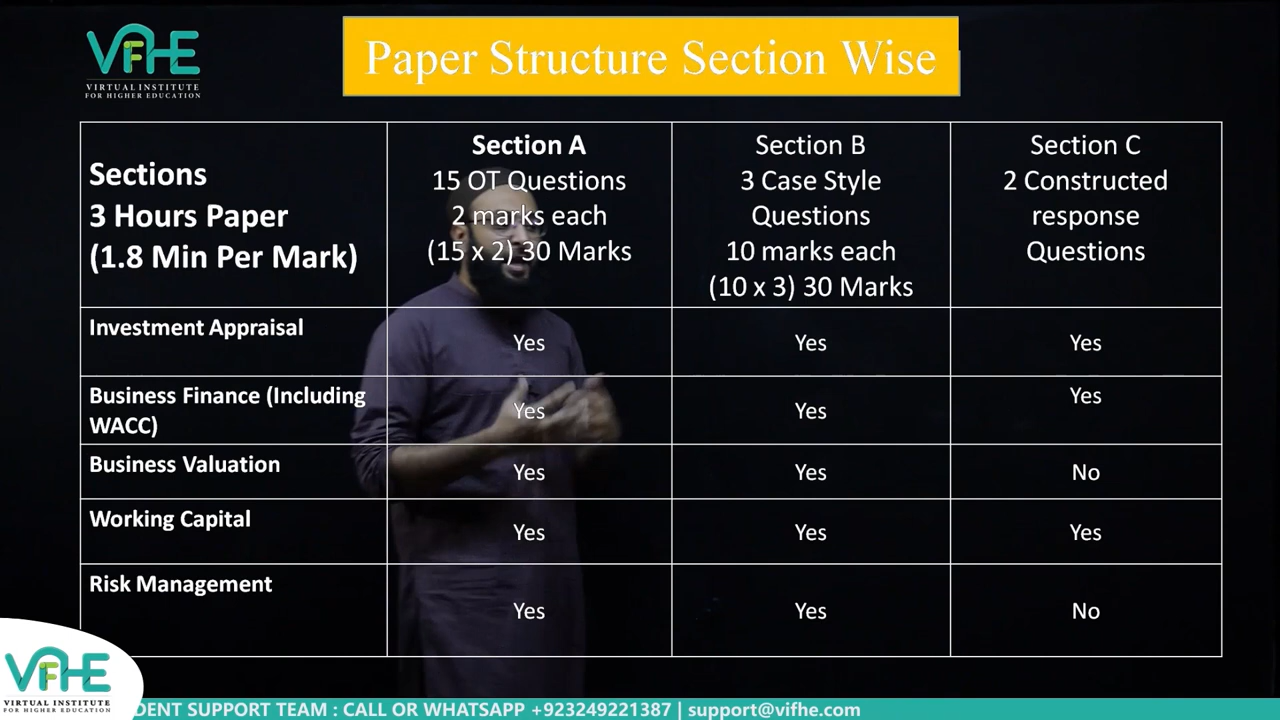 VIFHE
VIRTUAL INSTITUTE
FOR HIGHER EDUCATION
Paper Structure Section Wise
Sections
3 Hours Paper
(1.8 Min Per Mark)
Section A
15 OT Questions
2 marks each
(15 x 2) 30 Marks
Section B
3 Case Style
Questions
10 marks each
(10 x 3) 30 Marks
Section C
2 Constructed
response
Questions
Investment Appraisal
Yes
Yes
Yes
Business Finance (Including
WACC)
Yes
Yes
Yes
Business Valuation
Yes
Yes
No
Working Capital
Yes
Yes
Yes
Risk Management
Yes
Yes
No
VIFHE
VIRTUAL INSTITUTE
FOR HIGHER EDUCATION
DENT SUPPORT TEAM : CALL OR WHATSAPP +923249221387 | support@vifhe.com